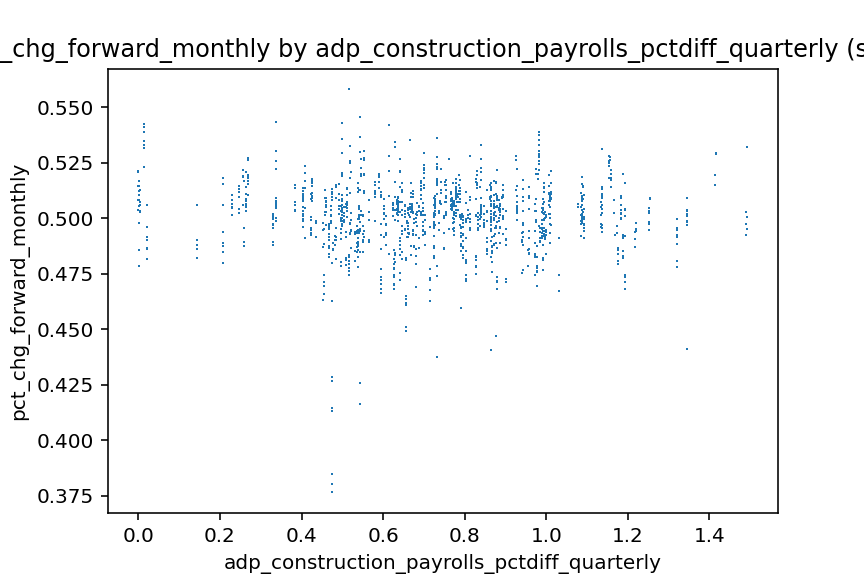 _chg_forward_monthly by adp_construction_payrolls_pctdiff_quarterly (s
0.550
0.525
0.500
0.475
0.450
0.425
0.400
0.375
pct_chg_forward_monthly
0.0 0.2 0.4 0.6 0.8 1.0 1.2 1.4
adp_construction_payrolls_pctdiff_quarterly